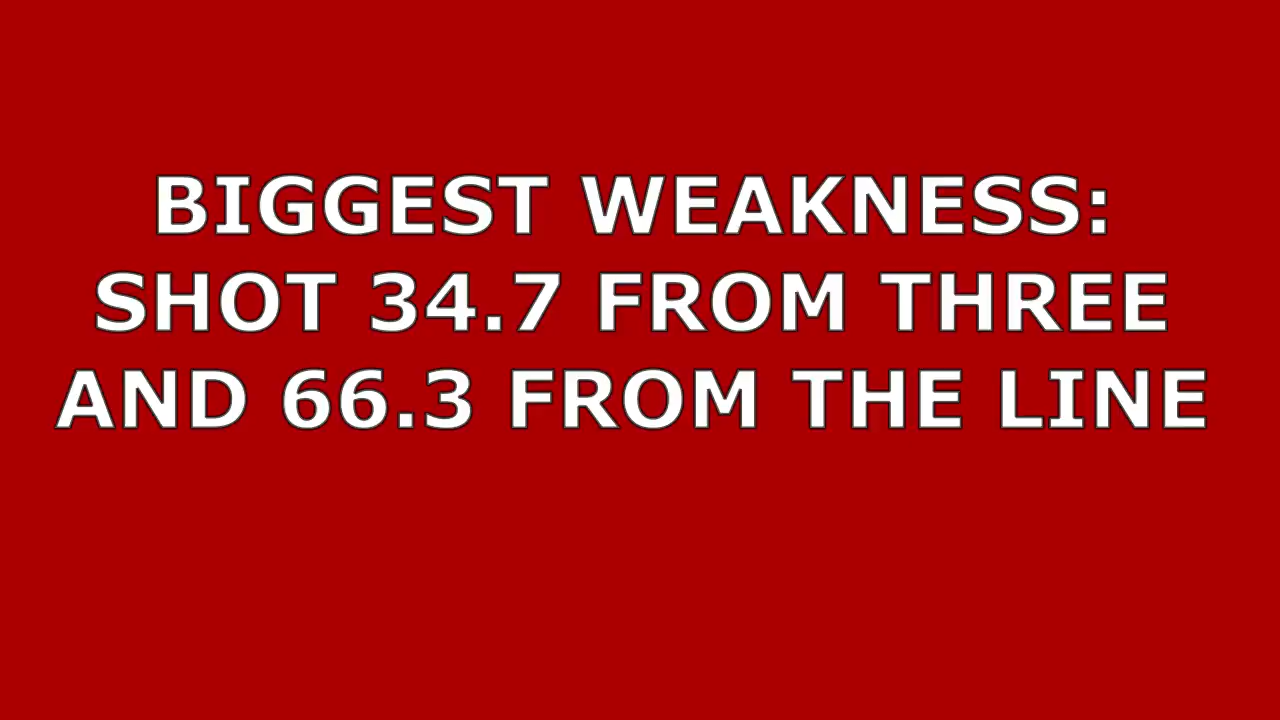 BIGGEST WEAKNESS:
SHOT 34.7 FROM THREE
AND 66.3 FROM THE LINE